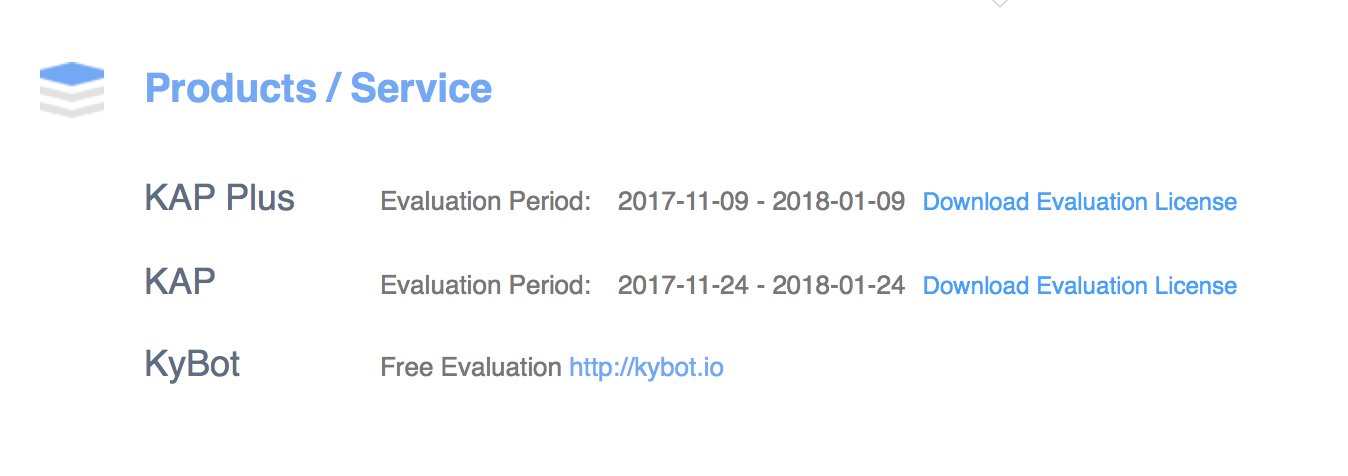 Products / Service
KAP Plus Evaluation Period: 2017-11-09 - 2018-01-09 Download Evaluation License
KAP Evaluation Period: 2017-11-24 - 2018-01-24 Download Evaluation License
KyBot Free Evaluation http://kybot.io